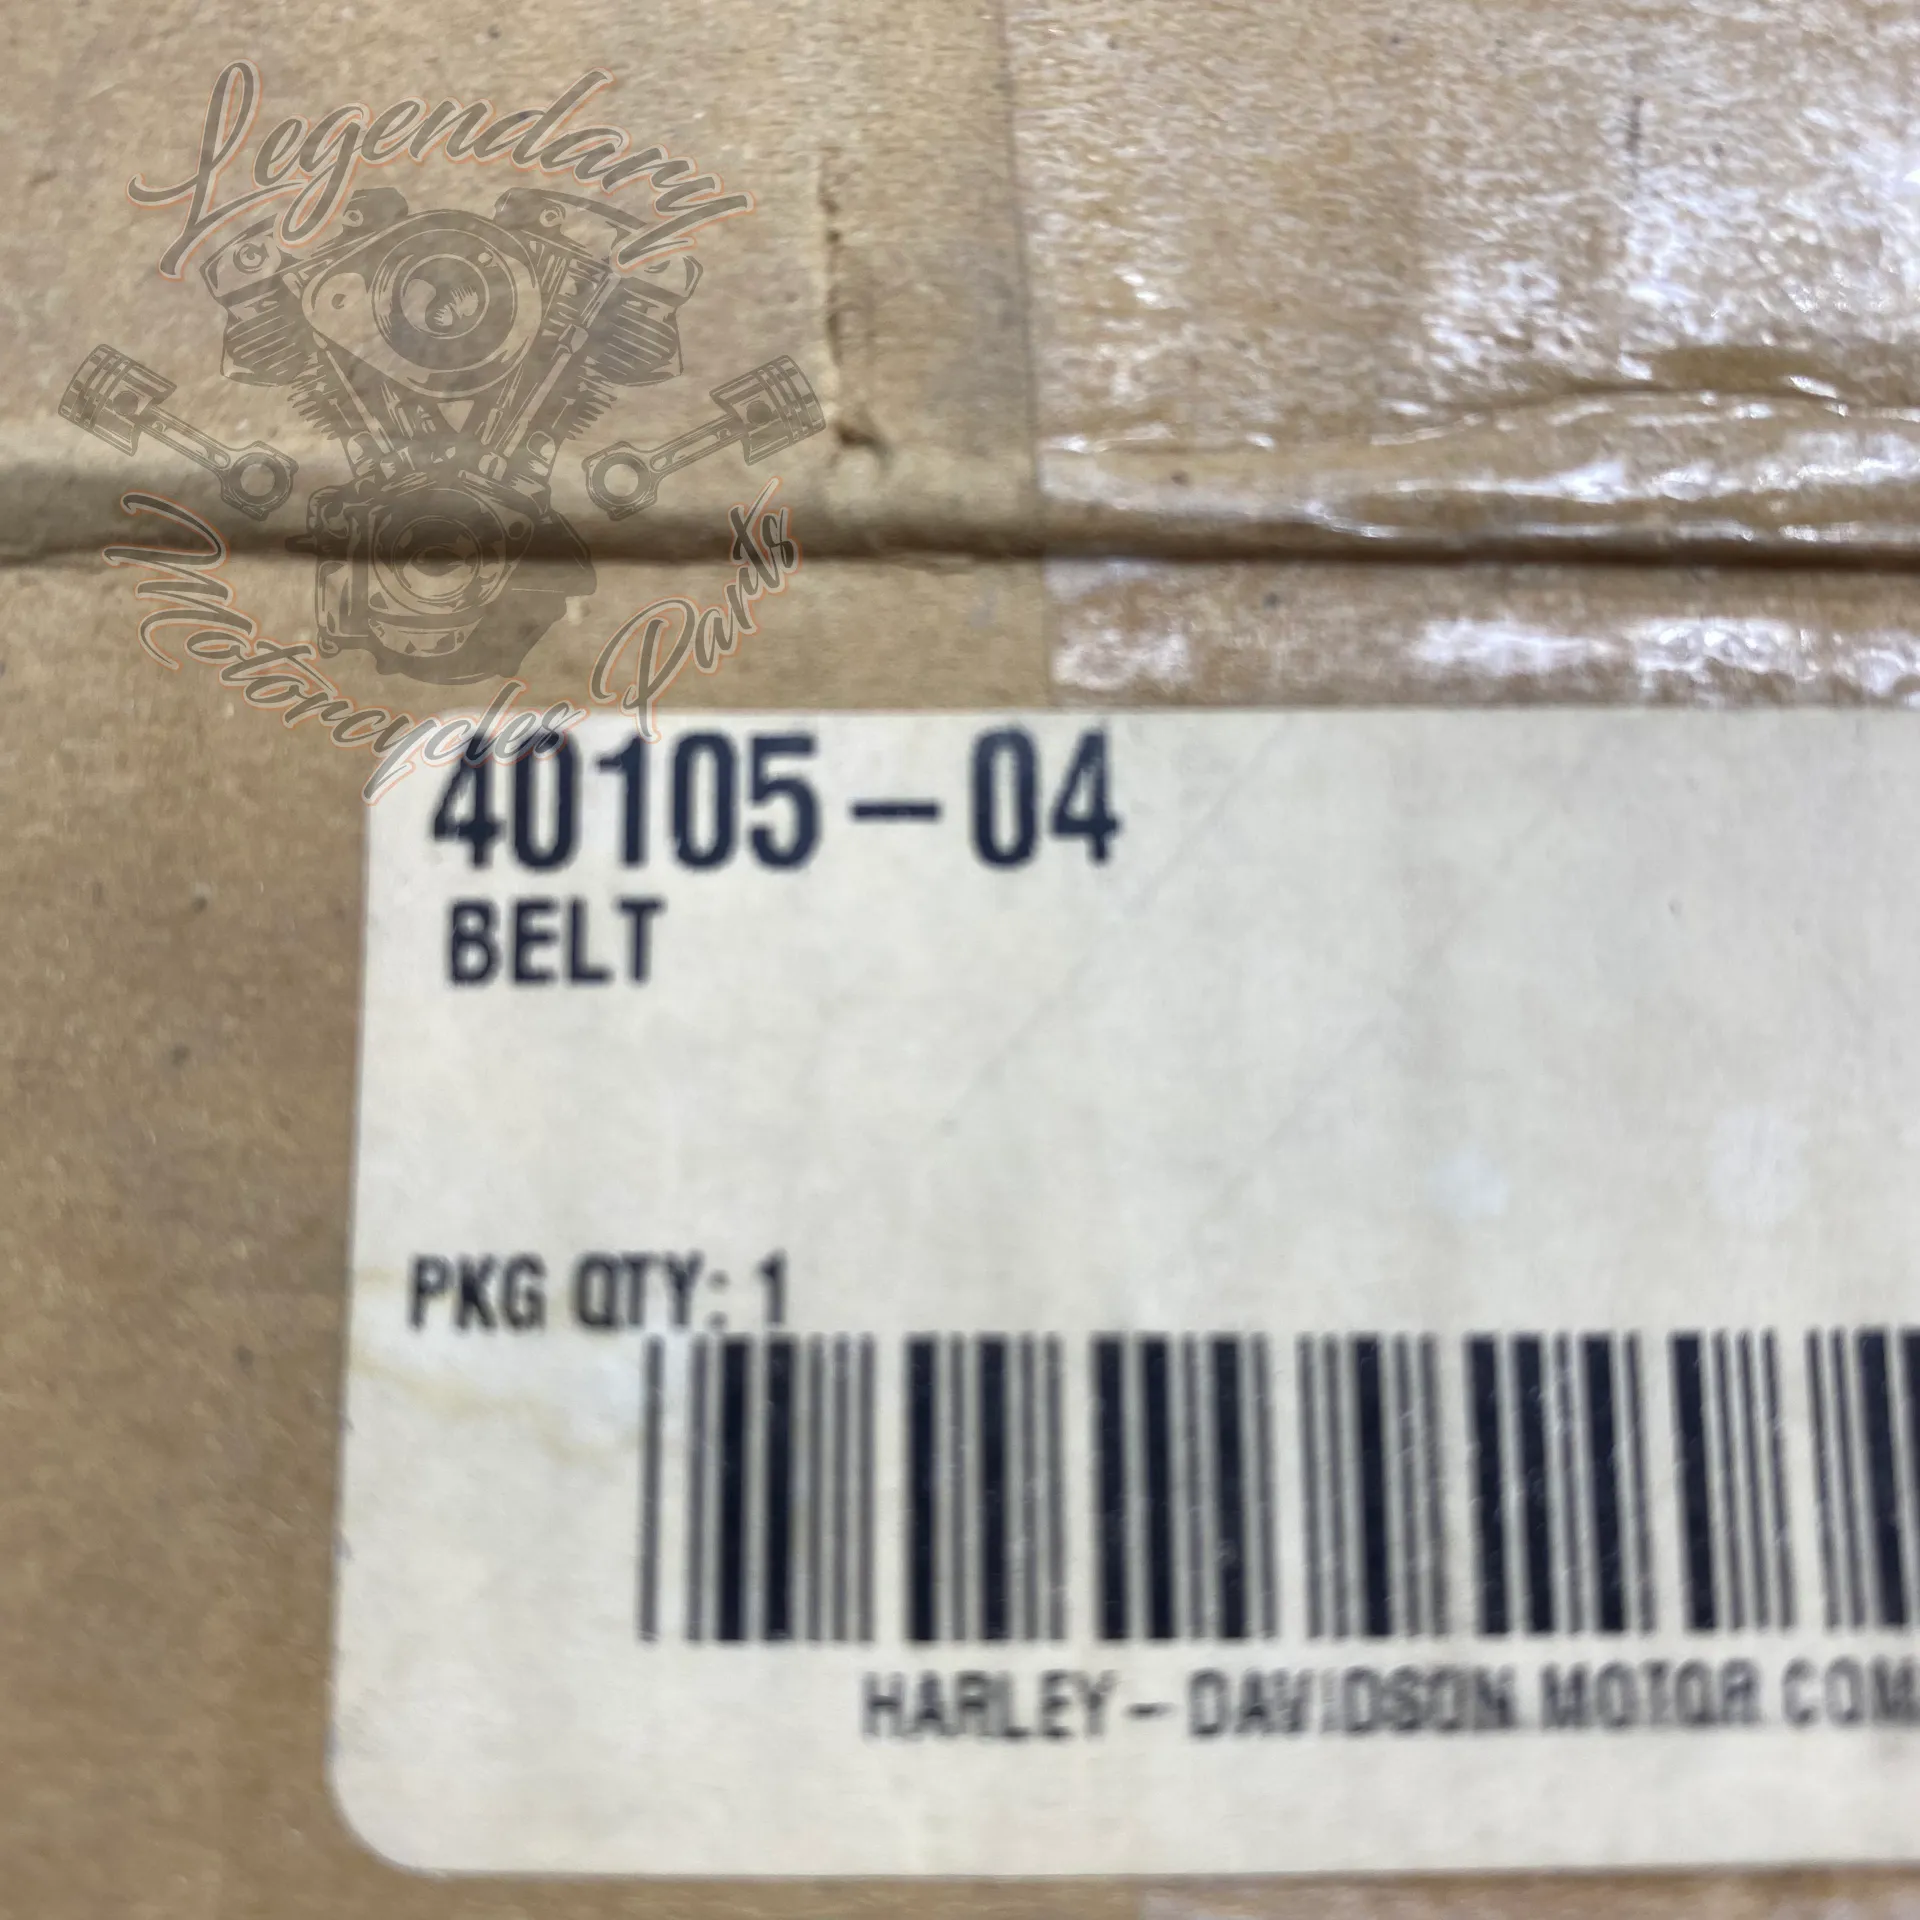 Legendary
Motorcycles Parts
40105-04
BELT
PKG QTY: 1
HARLEY-DAVIDSON MOTOR COM